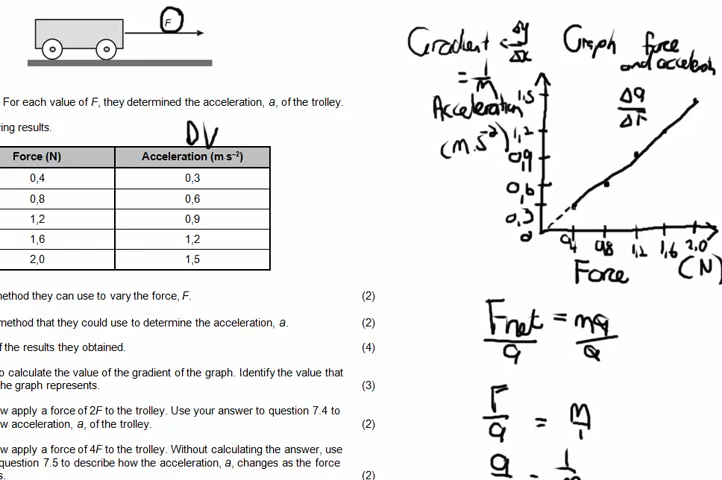 F
For each value of F, they determined the acceleration, a, of the trolley.
ring results.
DV
Force (N) Acceleration (m s⁻²)
0,4 0,3
0,8 0,6
1,2 0,9
1,6 1,2
2,0 1,5
method they can use to vary the force, F. (2)
method that they could use to determine the acceleration, a. (2)
f the results they obtained. (4)
o calculate the value of the gradient of the graph. Identify the value that
he graph represents. (3)
w apply a force of 2F to the trolley. Use your answer to question 7.4 to
w acceleration, a, of the trolley. (2)
w apply a force of 4F to the trolley. Without calculating the answer, use
question 7.5 to describe how the acceleration, a, changes as the force
s. (2)
Gradient = Δy/Δx
= 1/m
Graph force
and
Acceleration
(m.s⁻²)
Δa/ΔF
1,5
1,2
0,9
0,6
0,3
0
0,4 0,8 1,2 1,6 2,0
Force (N)
Fnet/a = ma/a
F/a = m/1
a = 1